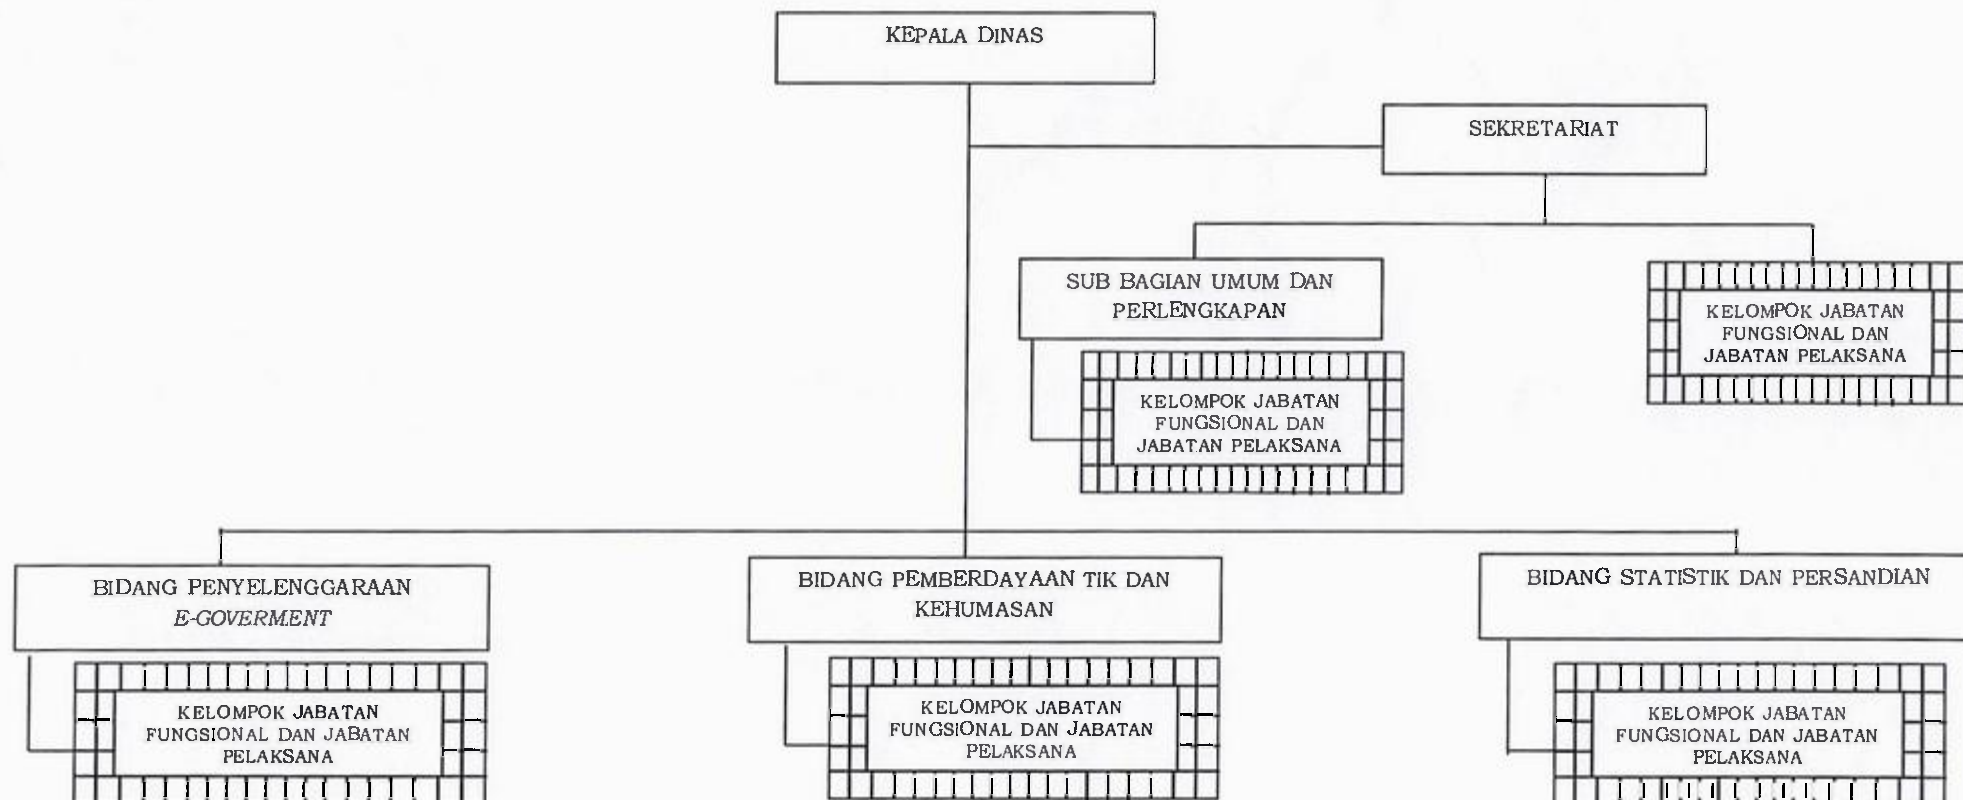 KEPALA DINAS
SEKRETARIAT
SUB BAGIAN UMUM DAN
PERLENGKAPAN
KELOMPOK JABATAN
FUNGSIONAL DAN
JABATAN PELAKSANA
KELOMPOK JABATAN
FUNGSIONAL DAN
JABATAN PELAKSANA
BIDANG PENYELENGGARAAN
E-GOVERMENT
BIDANG PEMBERDAYAAN TIK DAN
KEHUMASAN
BIDANG STATISTIK DAN PERSANDIAN
KELOMPOK JABATAN
FUNGSIONAL DAN JABATAN
PELAKSANA
KELOMPOK JABATAN
FUNGSIONAL DAN JABATAN
PELAKSANA
KELOMPOK JABATAN
FUNGSIONAL DAN JABATAN
PELAKSANA